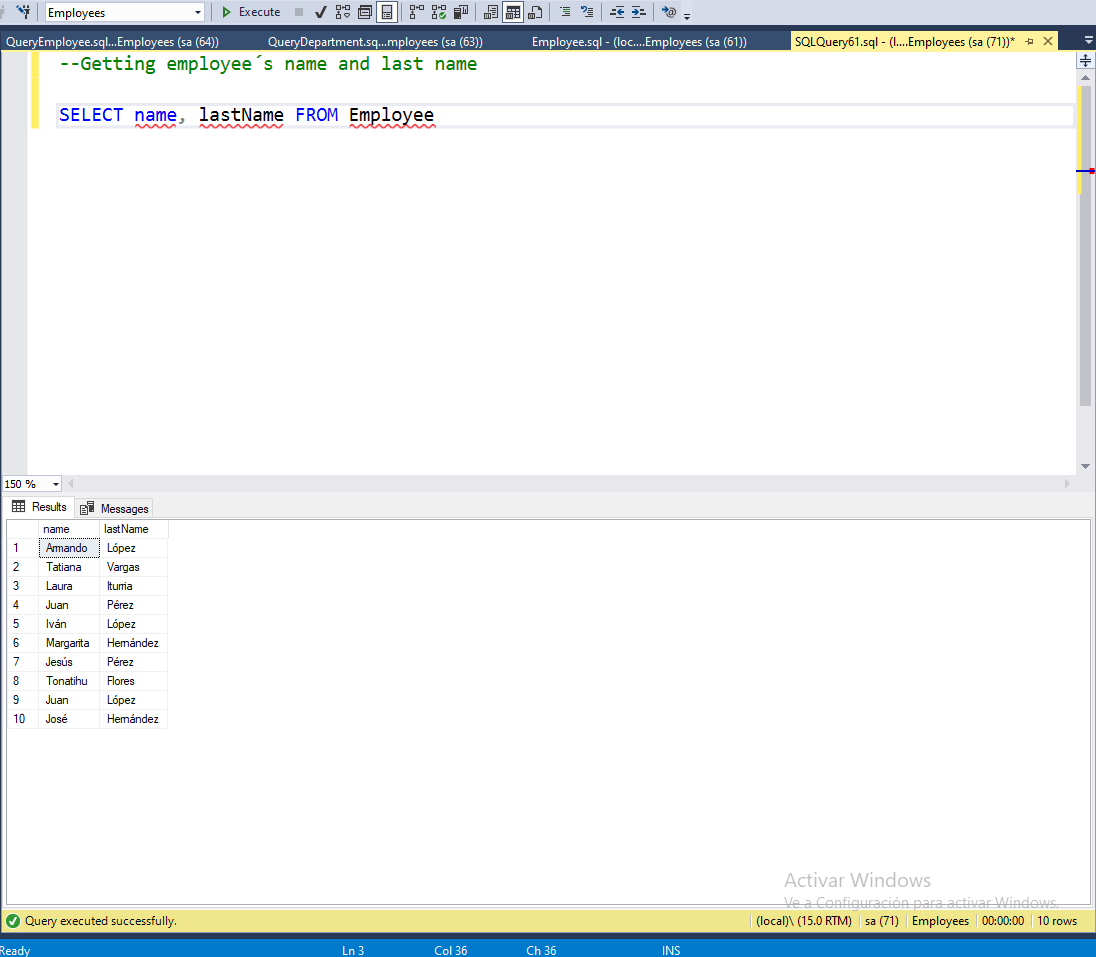 Employees Execute
QueryEmployee.sql...Employees (sa (64)) QueryDepartment.sq...mployees (sa (63)) Employee.sql - (loc....Employees (sa (61)) SQLQuery61.sql - (l....Employees (sa (71))*
--Getting employee´s name and last name
SELECT name, lastName FROM Employee
150 %
Results Messages
name lastName
1 Armando López
2 Tatiana Vargas
3 Laura Iturria
4 Juan Pérez
5 Iván López
6 Margarita Hernández
7 Jesús Pérez
8 Tonatihu Flores
9 Juan López
10 José Hernández
Activar Windows
Ve a Configuración para activar Windows.
Query executed successfully. (local)\ (15.0 RTM) sa (71) Employees 00:00:00 10 rows
Ready Ln 3 Col 36 Ch 36 INS